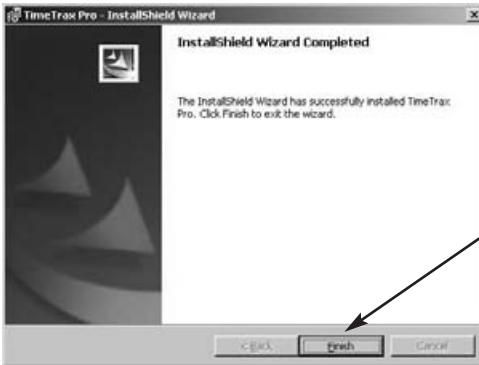 TimeTrax Pro - InstallShield Wizard
InstallShield Wizard Completed
The InstallShield Wizard has successfully installed TimeTrax
Pro. Click Finish to exit the wizard.
< Back
Finish
Cancel